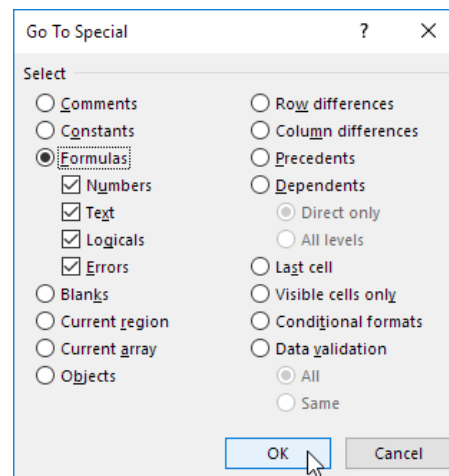 Go To Special
Select
Comments
Constants
Formulas
Numbers
Text
Logicals
Errors
Blanks
Current region
Current array
Objects
Row differences
Column differences
Precedents
Dependents
Direct only
All levels
Last cell
Visible cells only
Conditional formats
Data validation
All
Same
OK
Cancel